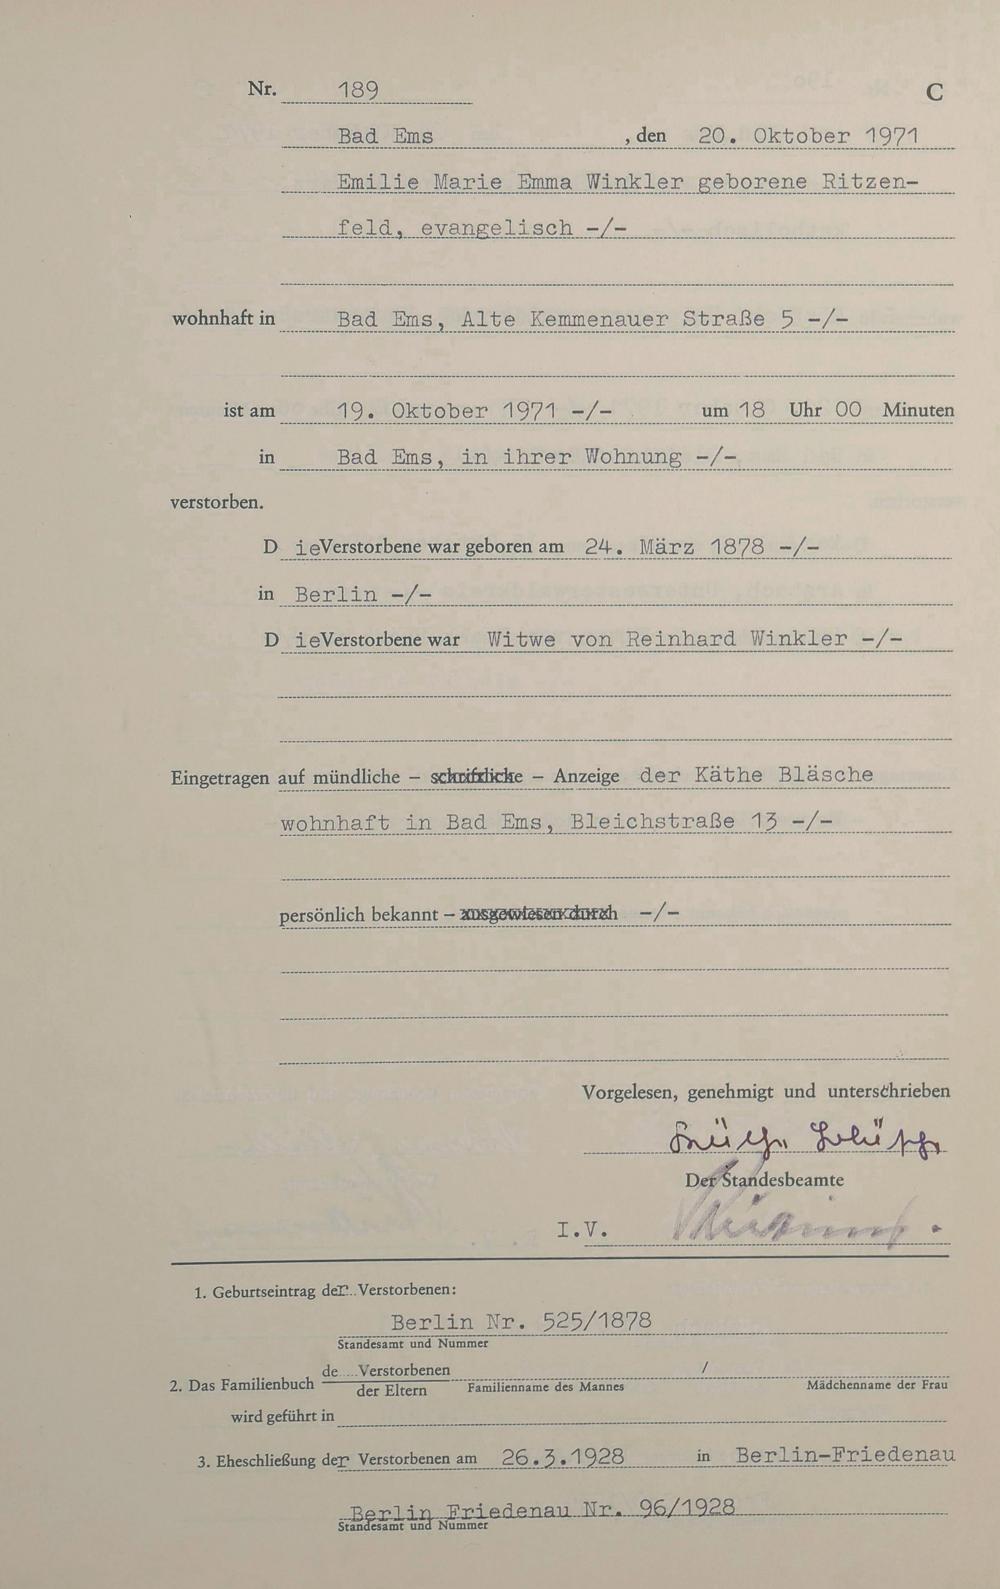 Nr. 189 C
Bad Ems , den 20. Oktober 1971
Emilie Marie Emma Winkler geborene Ritzen-
feld, evangelisch -/-
wohnhaft in Bad Ems, Alte Kemmenauer Straße 5 -/-
ist am 19. Oktober 1971 -/- um 18 Uhr 00 Minuten
in Bad Ems, in ihrer Wohnung -/-
verstorben.
D ie Verstorbene war geboren am 24. März 1878 -/-
in Berlin -/-
D ie Verstorbene war Witwe von Reinhard Winkler -/-
Eingetragen auf mündliche – schriftliche – Anzeige der Käthe Bläsche
wohnhaft in Bad Ems, Bleichstraße 13 -/-
persönlich bekannt – ausgewiesen durch -/-
Vorgelesen, genehmigt und unterschrieben
Der Standesbeamte
I.V.
1. Geburtseintrag der Verstorbenen:
Berlin Nr. 525/1878
Standesamt und Nummer
de Verstorbenen /
2. Das Familienbuch der Eltern Familienname des Mannes Mädchenname der Frau
wird geführt in
3. Eheschließung der Verstorbenen am 26.3.1928 in Berlin-Friedenau
Berlin Friedenau Nr. 96/1928
Standesamt und Nummer